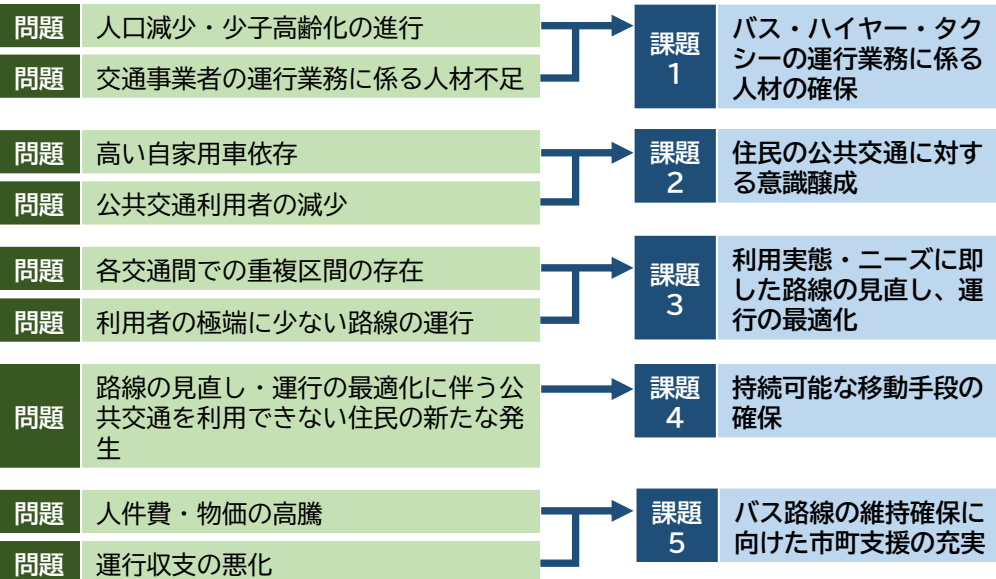 問題 人口減少・少子高齢化の進行
問題 交通事業者の運行業務に係る人材不足
課題
1
バス・ハイヤー・タク
シーの運行業務に係る
人材の確保
問題 高い自家用車依存
問題 公共交通利用者の減少
課題
2
住民の公共交通に対す
る意識醸成
問題 各交通間での重複区間の存在
問題 利用者の極端に少ない路線の運行
課題
3
利用実態・ニーズに即
した路線の見直し、運
行の最適化
問題
路線の見直し・運行の最適化に伴う公
共交通を利用できない住民の新たな発
生
課題
4
持続可能な移動手段の
確保
問題 人件費・物価の高騰
問題 運行収支の悪化
課題
5
バス路線の維持確保に
向けた市町支援の充実